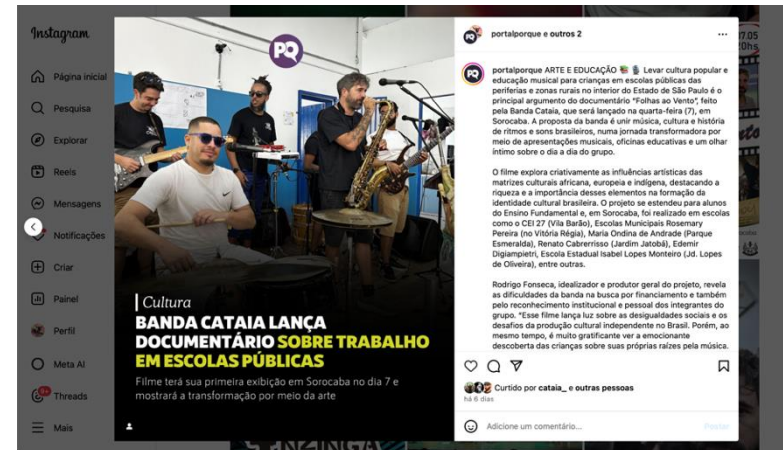 Instagram
Página inicial
Pesquisa
Explorar
Reels
Mensagens
Notificações
Criar
Painel
Perfil
Meta AI
9+
Threads
Mais
PQ
Cultura
BANDA CATAIA LANÇA
DOCUMENTÁRIO SOBRE TRABALHO
EM ESCOLAS PÚBLICAS
Filme terá sua primeira exibição em Sorocaba no dia 7 e
mostrará a transformação por meio da arte
portalporque e outros 2
portalporque ARTE E EDUCAÇÃO 📚 🎙️ Levar cultura popular e
educação musical para crianças em escolas públicas das
periferias e zonas rurais no interior do Estado de São Paulo é o
principal argumento do documentário "Folhas ao Vento", feito
pela Banda Cataia, que será lançado na quarta-feira (7), em
Sorocaba. A proposta da banda é unir música, cultura e história
de ritmos e sons brasileiros, numa jornada transformadora por
meio de apresentações musicais, oficinas educativas e um olhar
íntimo sobre o dia a dia do grupo.
O filme explora criativamente as influências artísticas das
matrizes culturais africana, europeia e indígena, destacando a
riqueza e a importância desses elementos na formação da
identidade cultural brasileira. O projeto se estendeu para alunos
do Ensino Fundamental e, em Sorocaba, foi realizado em escolas
como o CEI 27 (Vila Barão), Escolas Municipais Rosemary
Pereira (no Vitória Régia), Maria Ondina de Andrade (Parque
Esmeralda), Renato Cabrerrisso (Jardim Jatobá), Edemir
Digiampietri, Escola Estadual Isabel Lopes Monteiro (Jd. Lopes
de Oliveira), entre outras.
Rodrigo Fonseca, idealizador e produtor geral do projeto, revela
as dificuldades da banda na busca por financiamento e também
pelo reconhecimento institucional e pessoal dos integrantes do
grupo. "Esse filme lança luz sobre as desigualdades sociais e os
desafios da produção cultural independente no Brasil. Porém, ao
mesmo tempo, é muito gratificante ver a emocionante
descoberta das crianças sobre suas próprias raízes pela música.
Curtido por cataia_ e outras pessoas
há 6 dias
Adicione um comentário...
Postar